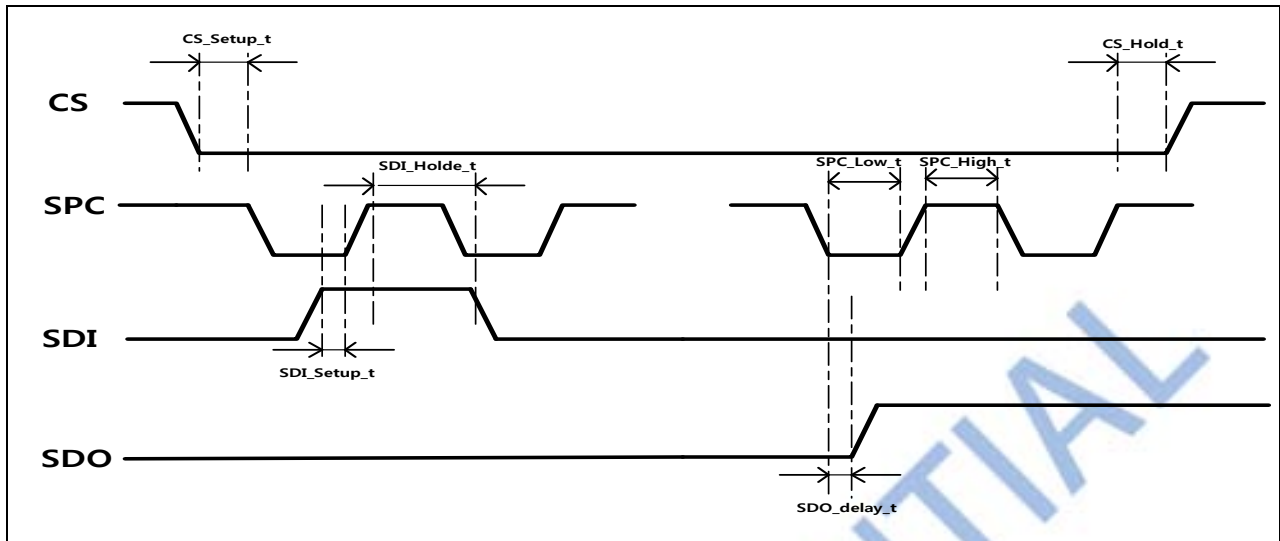 CS_Setup_t
CS_Hold_t
CS
SDI_Holde_t
SPC_Low_t
SPC_High_t
SPC
SDI
SDI_Setup_t
SDO
SDO_delay_t